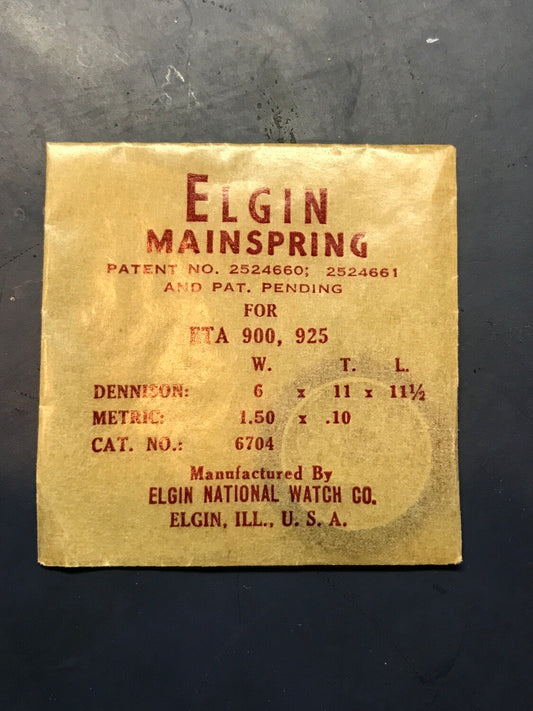 ELGIN
MAINSPRING
PATENT NO. 2524660; 2524661
AND PAT. PENDING
FOR
ETA 900, 925
W. T. L.
DENNISON: 6 x 11 x 11½
METRIC: 1.50 x .10
CAT. NO.: 6704
Manufactured By
ELGIN NATIONAL WATCH CO.
ELGIN, ILL., U. S. A.